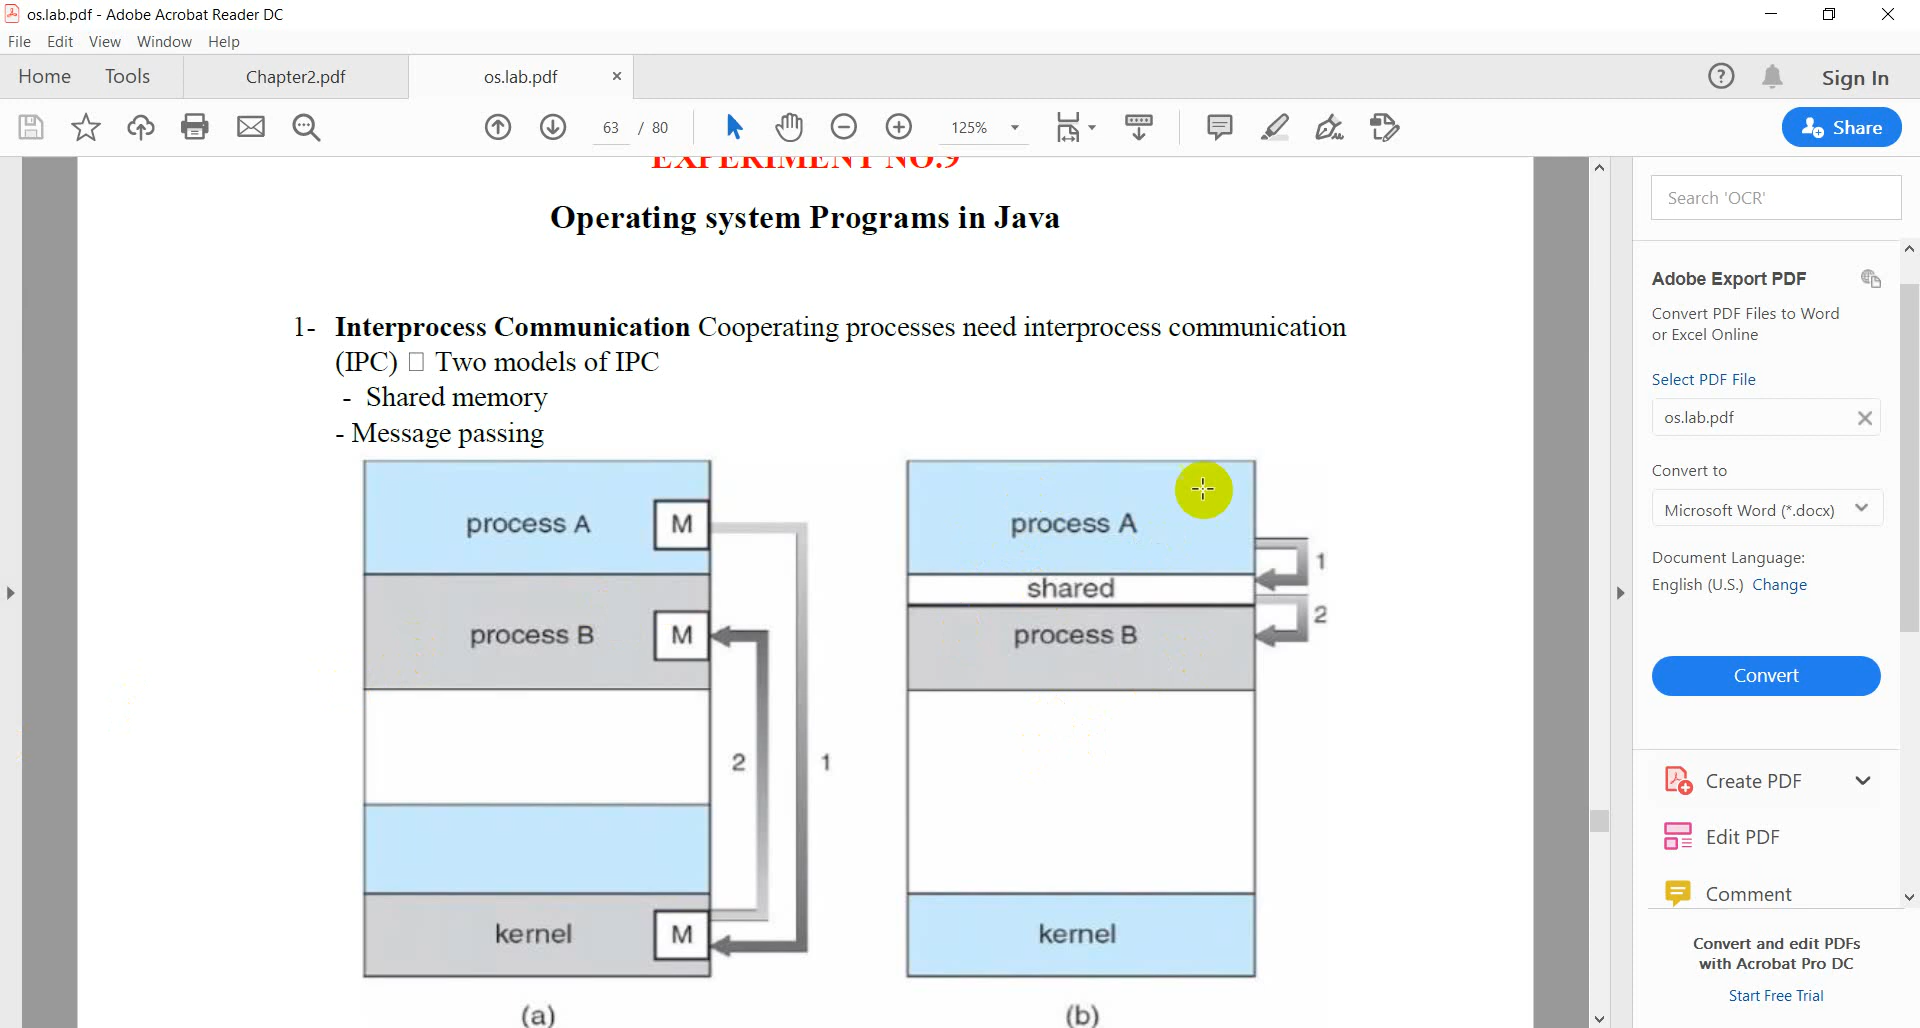 os.lab.pdf - Adobe Acrobat Reader DC
File Edit View Window Help
Home Tools Chapter2.pdf os.lab.pdf × Sign In
63 / 80 125% Share
EXPERIMENT NO.9
Operating system Programs in Java
1- Interprocess Communication Cooperating processes need interprocess communication
(IPC) □ Two models of IPC
- Shared memory
- Message passing
process A M
process B M
2 1
kernel M
(a)
process A
1
shared
2
process B
kernel
(b)
Search 'OCR'
Adobe Export PDF
Convert PDF Files to Word
or Excel Online
Select PDF File
os.lab.pdf
Convert to
Microsoft Word (*.docx)
Document Language:
English (U.S.) Change
Convert
Create PDF
Edit PDF
Comment
Convert and edit PDFs
with Acrobat Pro DC
Start Free Trial